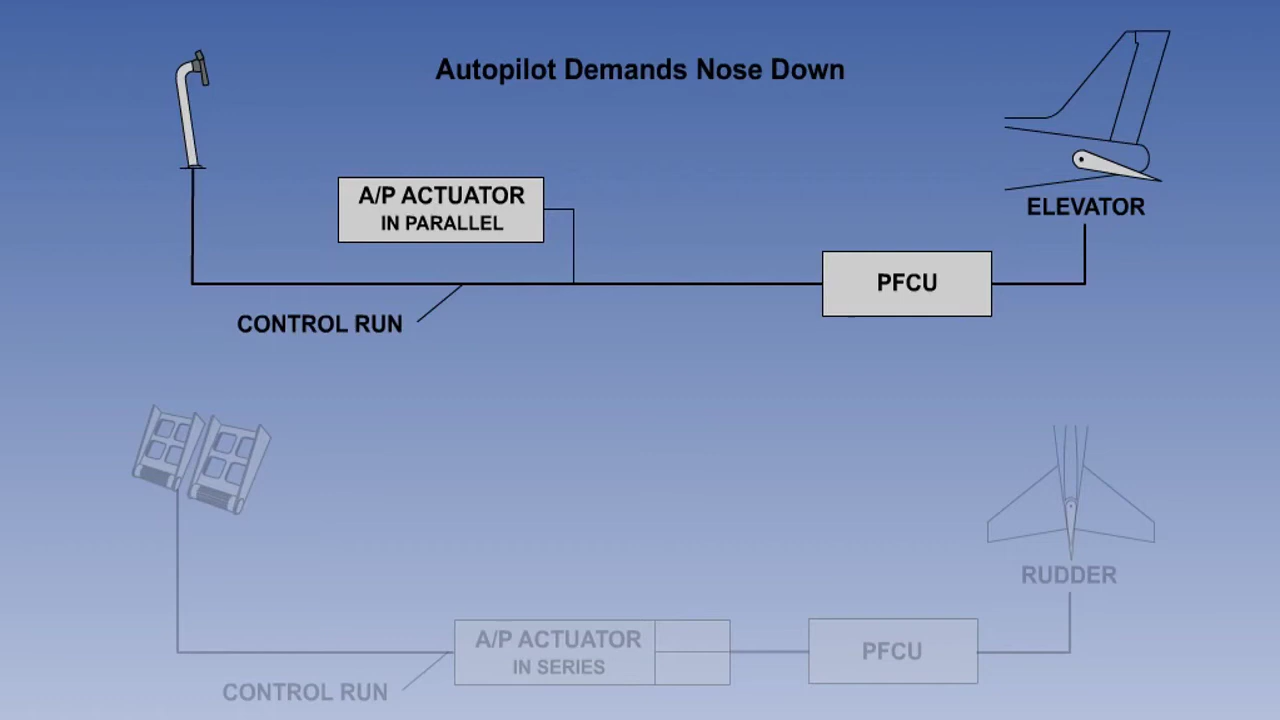 Autopilot Demands Nose Down
A/P ACTUATOR
IN PARALLEL
ELEVATOR
PFCU
CONTROL RUN
RUDDER
A/P ACTUATOR
IN SERIES
PFCU
CONTROL RUN